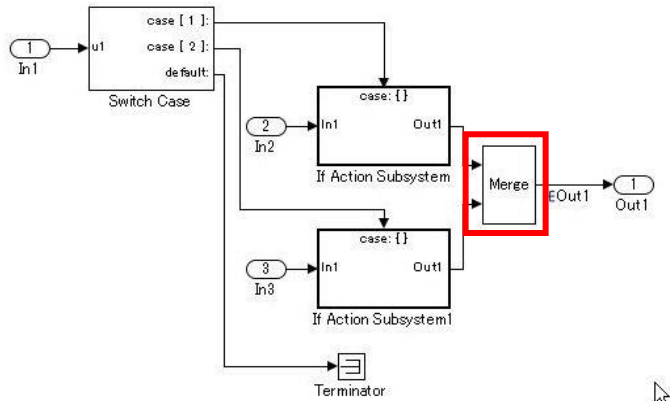 case [ 1 ]:
1
u1
case [ 2 ]:
In1
default:
Switch Case
case: { }
2
In1
Out1
In2
If Action Subsystem
Merge
1
EOut1
Out1
case: { }
3
In1
Out1
In3
If Action Subsystem1
Terminator